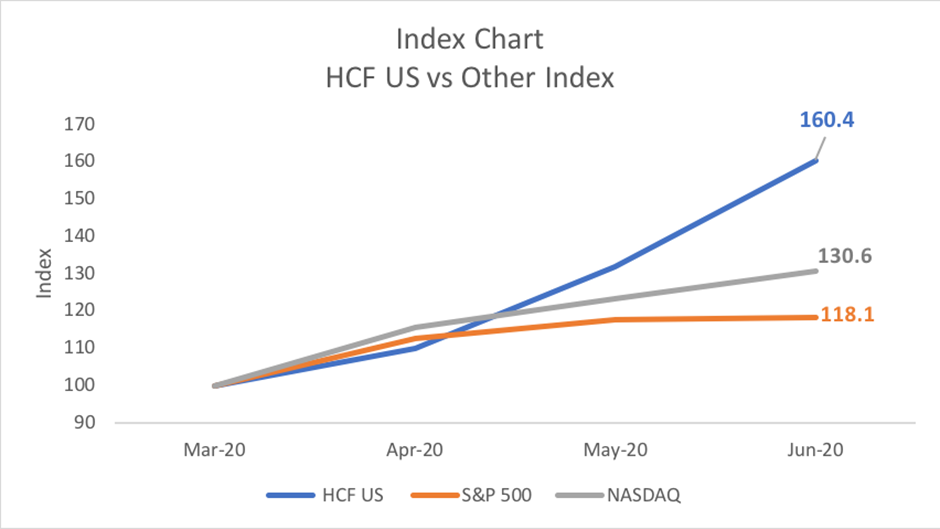 Index Chart
HCF US vs Other Index
170
160
150
140
130
120
110
100
90
Index
160.4
130.6
118.1
Mar-20 Apr-20 May-20 Jun-20
HCF US S&P 500 NASDAQ